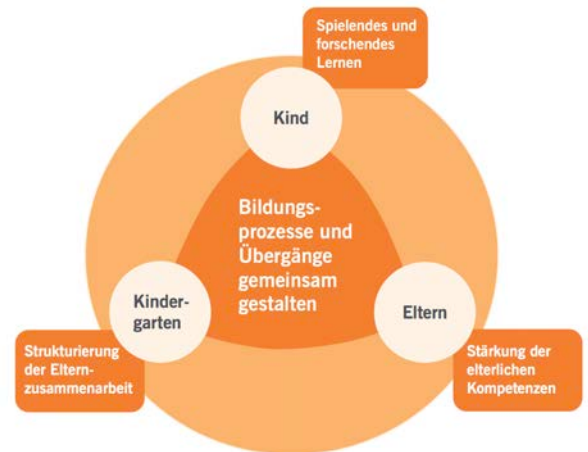 Spielendes und
forschendes
Lernen
Kind
Bildungs-
prozesse und
Übergänge
gemeinsam
gestalten
Kinder-
garten
Eltern
Strukturierung
der Eltern-
zusammenarbeit
Stärkung der
elterlichen
Kompetenzen